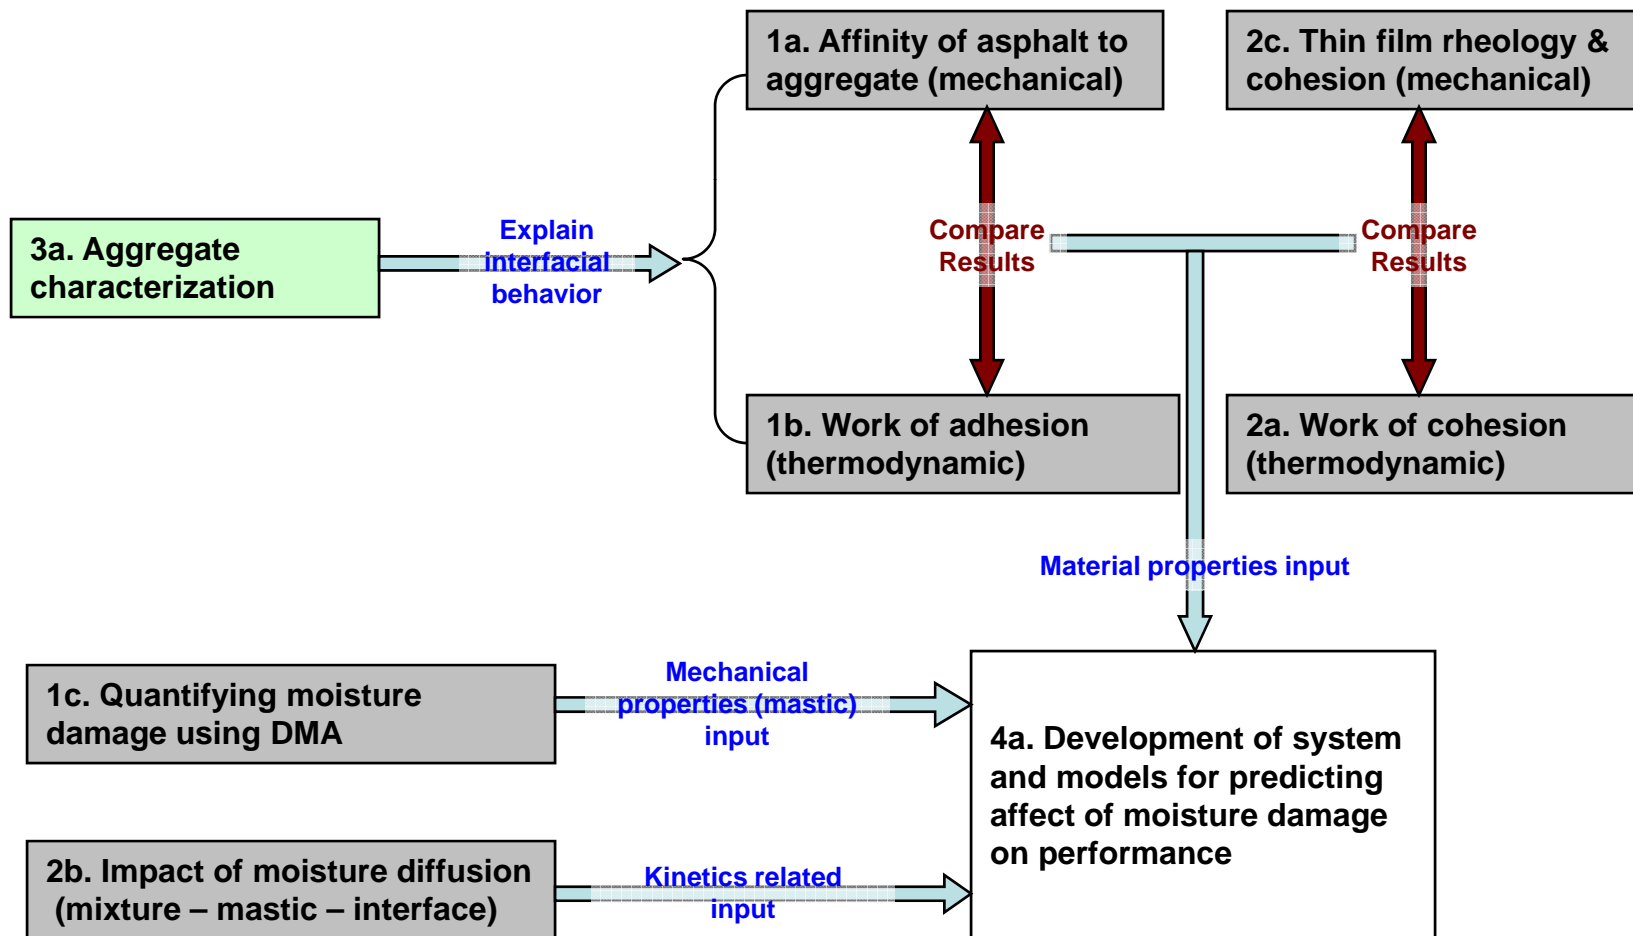 1a. Affinity of asphalt to
aggregate (mechanical)
2c. Thin film rheology &
cohesion (mechanical)
3a. Aggregate
characterization
Explain
interfacial
behavior
Compare
Results
Compare
Results
1b. Work of adhesion
(thermodynamic)
2a. Work of cohesion
(thermodynamic)
Material properties input
1c. Quantifying moisture
damage using DMA
Mechanical
properties (mastic)
input
4a. Development of system
and models for predicting
affect of moisture damage
on performance
2b. Impact of moisture diffusion
(mixture – mastic – interface)
Kinetics related
input